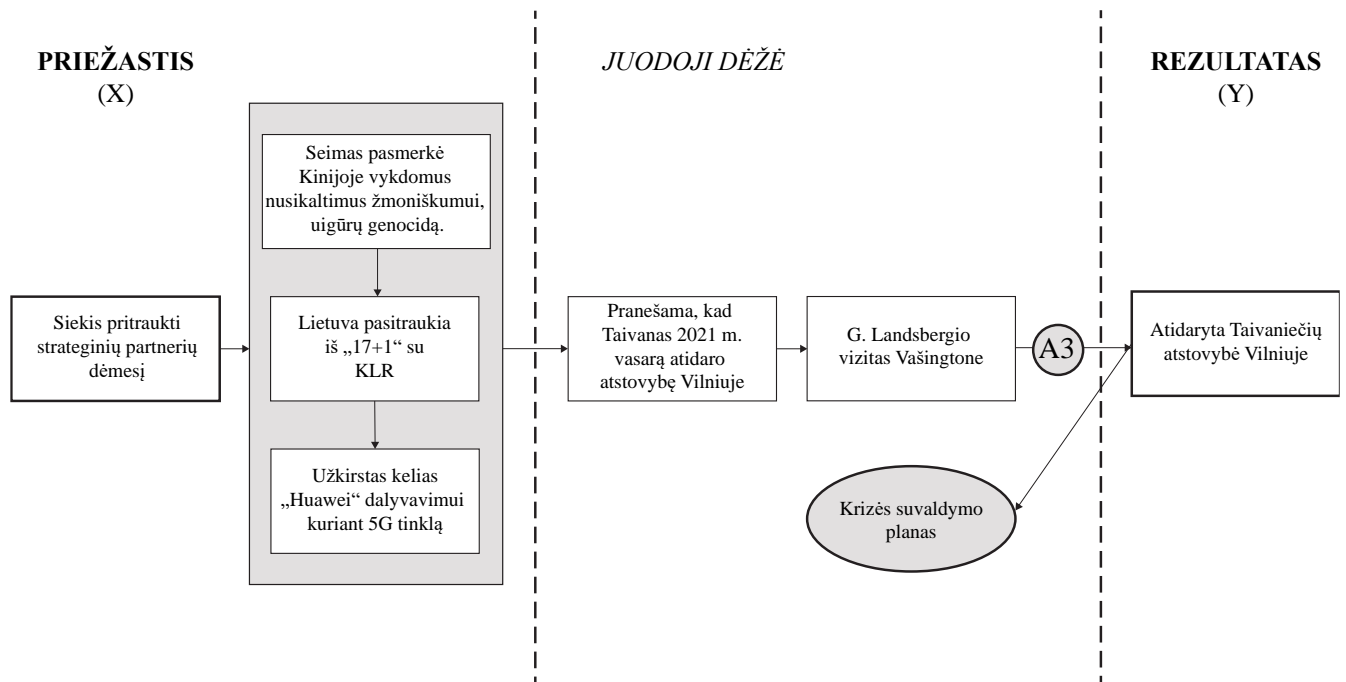 PRIEŽASTIS
(X)
JUODOJI DĖŽĖ
REZULTATAS
(Y)
Siekis pritraukti
strateginių partnerių
dėmesį
Seimas pasmerkė
Kinijoje vykdomus
nusikaltimus žmoniškumui,
uigūrų genocidą.
Lietuva pasitraukia
iš „17+1“ su
KLR
Užkirstas kelias
„Huawei“ dalyvavimui
kuriant 5G tinklą
Pranešama, kad
Taivanas 2021 m.
vasarą atidaro
atstovybę Vilniuje
G. Landsbergio
vizitas Vašingtone
A3
Krizės suvaldymo
planas
Atidaryta Taivaniečių
atstovybė Vilniuje